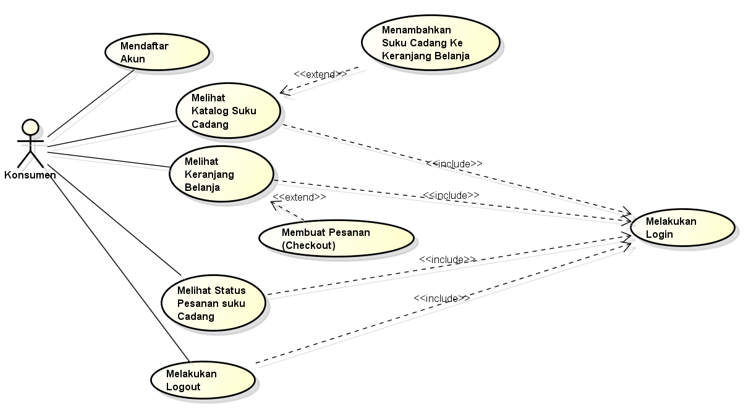 Mendaftar
Akun
Menambahkan
Suku Cadang Ke
Keranjang Belanja
<<extend>>
Melihat
Katalog Suku
Cadang
Konsumen
<<include>>
Melihat
Keranjang
Belanja
<<include>>
<<extend>>
Membuat Pesanan
(Checkout)
Melakukan
Login
<<include>>
Melihat Status
Pesanan suku
Cadang
<<include>>
Melakukan
Logout